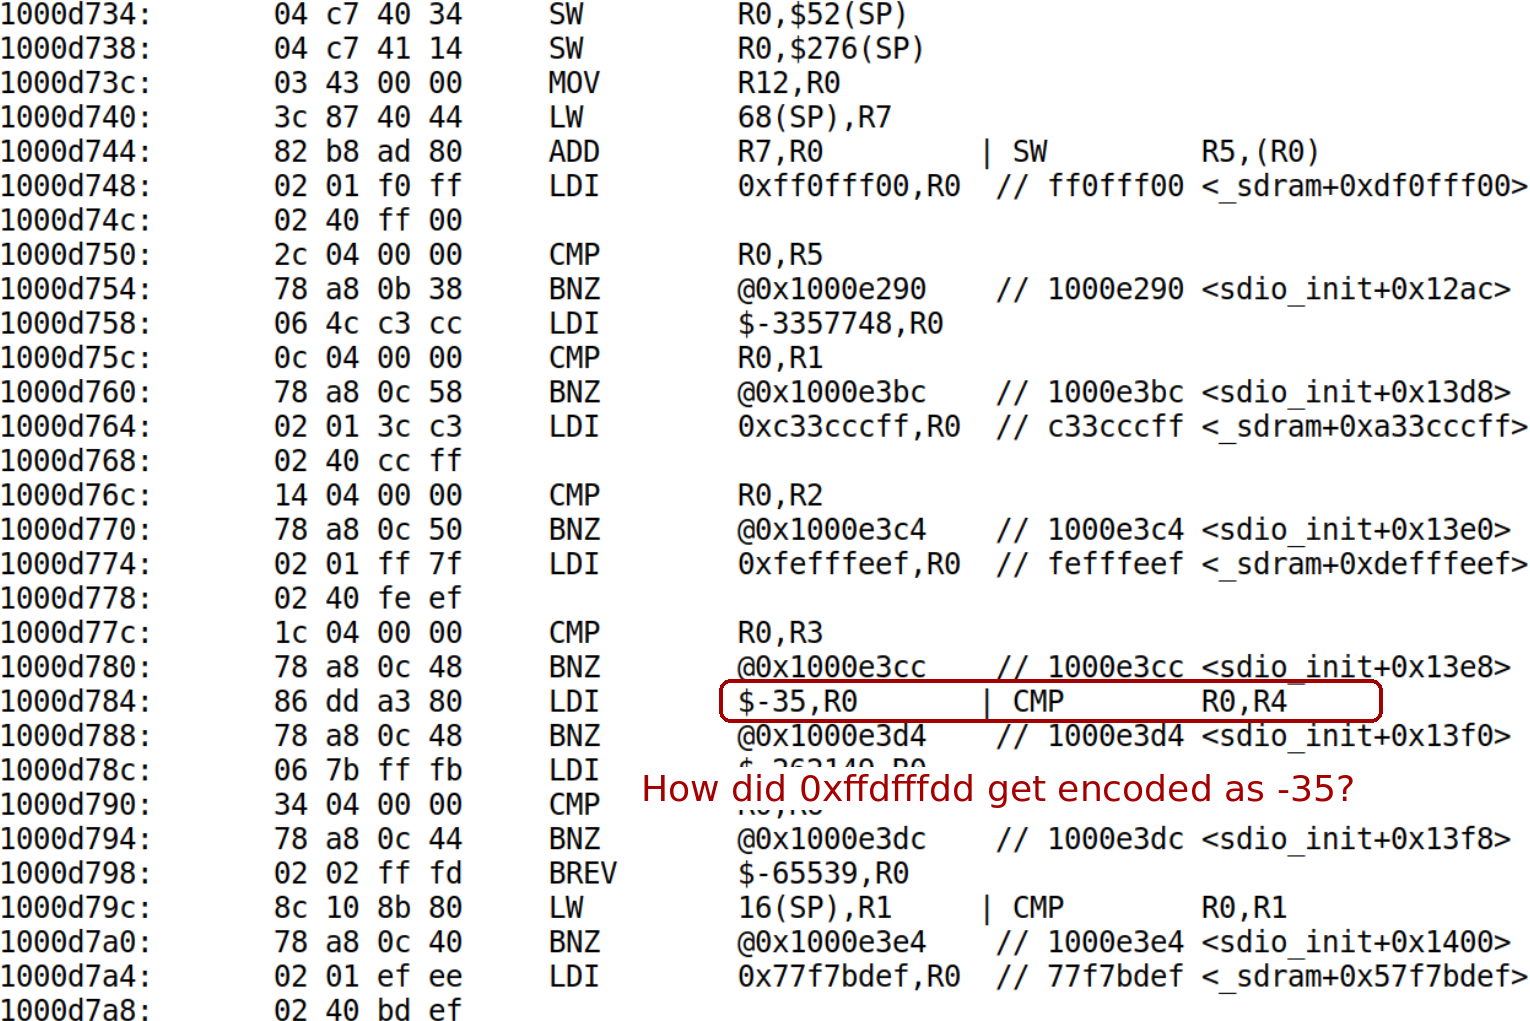 1000d734: 04 c7 40 34 SW R0,$52(SP)
1000d738: 04 c7 41 14 SW R0,$276(SP)
1000d73c: 03 43 00 00 MOV R12,R0
1000d740: 3c 87 40 44 LW 68(SP),R7
1000d744: 82 b8 ad 80 ADD R7,R0 | SW R5,(R0)
1000d748: 02 01 f0 ff LDI 0xff0fff00,R0 // ff0fff00 <_sdram+0xdf0fff00>
1000d74c: 02 40 ff 00
1000d750: 2c 04 00 00 CMP R0,R5
1000d754: 78 a8 0b 38 BNZ @0x1000e290 // 1000e290 <sdio_init+0x12ac>
1000d758: 06 4c c3 cc LDI $-3357748,R0
1000d75c: 0c 04 00 00 CMP R0,R1
1000d760: 78 a8 0c 58 BNZ @0x1000e3bc // 1000e3bc <sdio_init+0x13d8>
1000d764: 02 01 3c c3 LDI 0xc33cccff,R0 // c33cccff <_sdram+0xa33cccff>
1000d768: 02 40 cc ff
1000d76c: 14 04 00 00 CMP R0,R2
1000d770: 78 a8 0c 50 BNZ @0x1000e3c4 // 1000e3c4 <sdio_init+0x13e0>
1000d774: 02 01 ff 7f LDI 0xfefffeef,R0 // fefffeef <_sdram+0xdefffeef>
1000d778: 02 40 fe ef
1000d77c: 1c 04 00 00 CMP R0,R3
1000d780: 78 a8 0c 48 BNZ @0x1000e3cc // 1000e3cc <sdio_init+0x13e8>
1000d784: 86 dd a3 80 LDI $-35,R0 | CMP R0,R4
1000d788: 78 a8 0c 48 BNZ @0x1000e3d4 // 1000e3d4 <sdio_init+0x13f0>
1000d78c: 06 7b ff fb LDI
How did 0xffdfffdd get encoded as -35?
1000d790: 34 04 00 00 CMP
1000d794: 78 a8 0c 44 BNZ @0x1000e3dc // 1000e3dc <sdio_init+0x13f8>
1000d798: 02 02 ff fd BREV $-65539,R0
1000d79c: 8c 10 8b 80 LW 16(SP),R1 | CMP R0,R1
1000d7a0: 78 a8 0c 40 BNZ @0x1000e3e4 // 1000e3e4 <sdio_init+0x1400>
1000d7a4: 02 01 ef ee LDI 0x77f7bdef,R0 // 77f7bdef <_sdram+0x57f7bdef>
1000d7a8: 02 40 bd ef